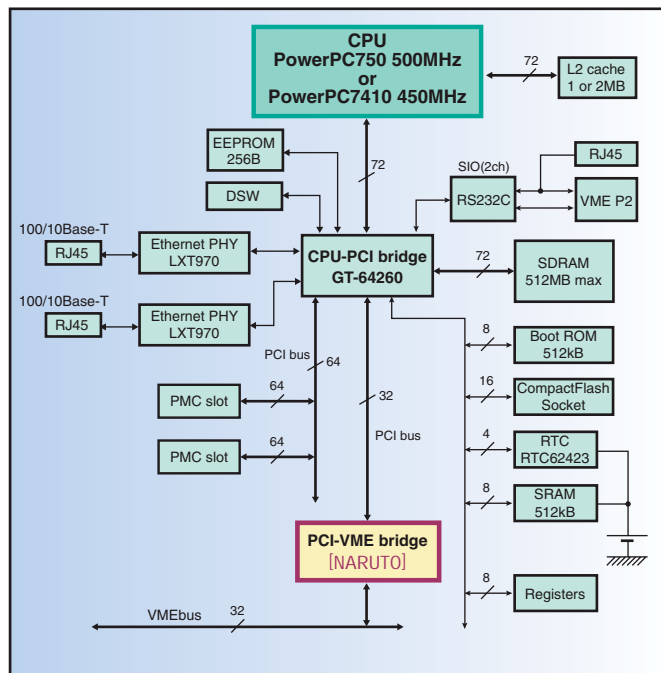 CPU
PowerPC750 500MHz
or
PowerPC7410 450MHz
72
L2 cache
1 or 2MB
EEPROM
256B
72
SIO(2ch)
RJ45
DSW
RS232C
VME P2
100/10Base-T
RJ45
Ethernet PHY
LXT970
CPU-PCI bridge
GT-64260
72
SDRAM
512MB max
100/10Base-T
RJ45
Ethernet PHY
LXT970
8
Boot ROM
512kB
PCI bus
64
PMC slot
64
32
16
CompactFlash
Socket
PCI bus
PMC slot
64
4
RTC
RTC62423
8
SRAM
512kB
PCI-VME bridge
[NARUTO]
8
Registers
VMEbus
32